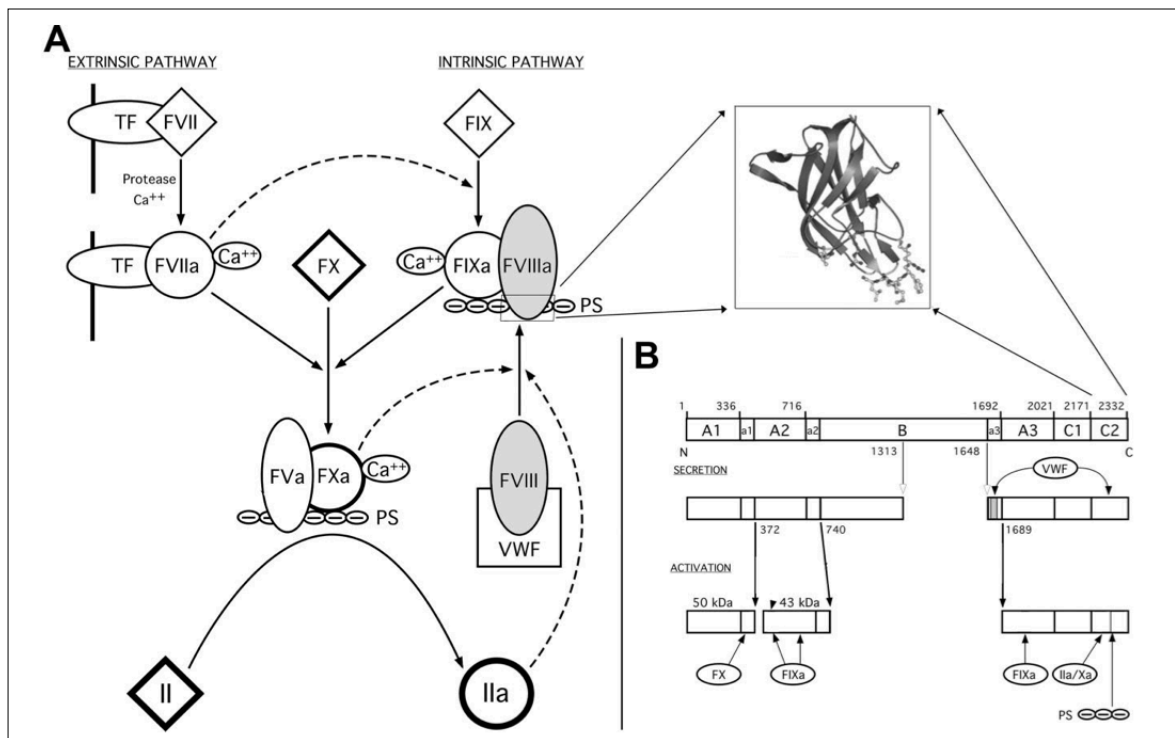 A
EXTRINSIC PATHWAY
INTRINSIC PATHWAY
TF
FVII
FIX
Protease
Ca++
TF
FVIIa
Ca++
FX
Ca++
FIXa
FVIIIa
PS
FVa
FXa
Ca++
PS
FVIII
VWF
II
IIa
B
1 336 716 1692 2021 2171 2332
A1 a1 A2 a2 B a3 A3 C1 C2
N 1313 1648 C
SECRETION
VWF
372 740 1689
ACTIVATION
50 kDa 43 kDa
FX FIXa FIXa IIa/Xa
PS